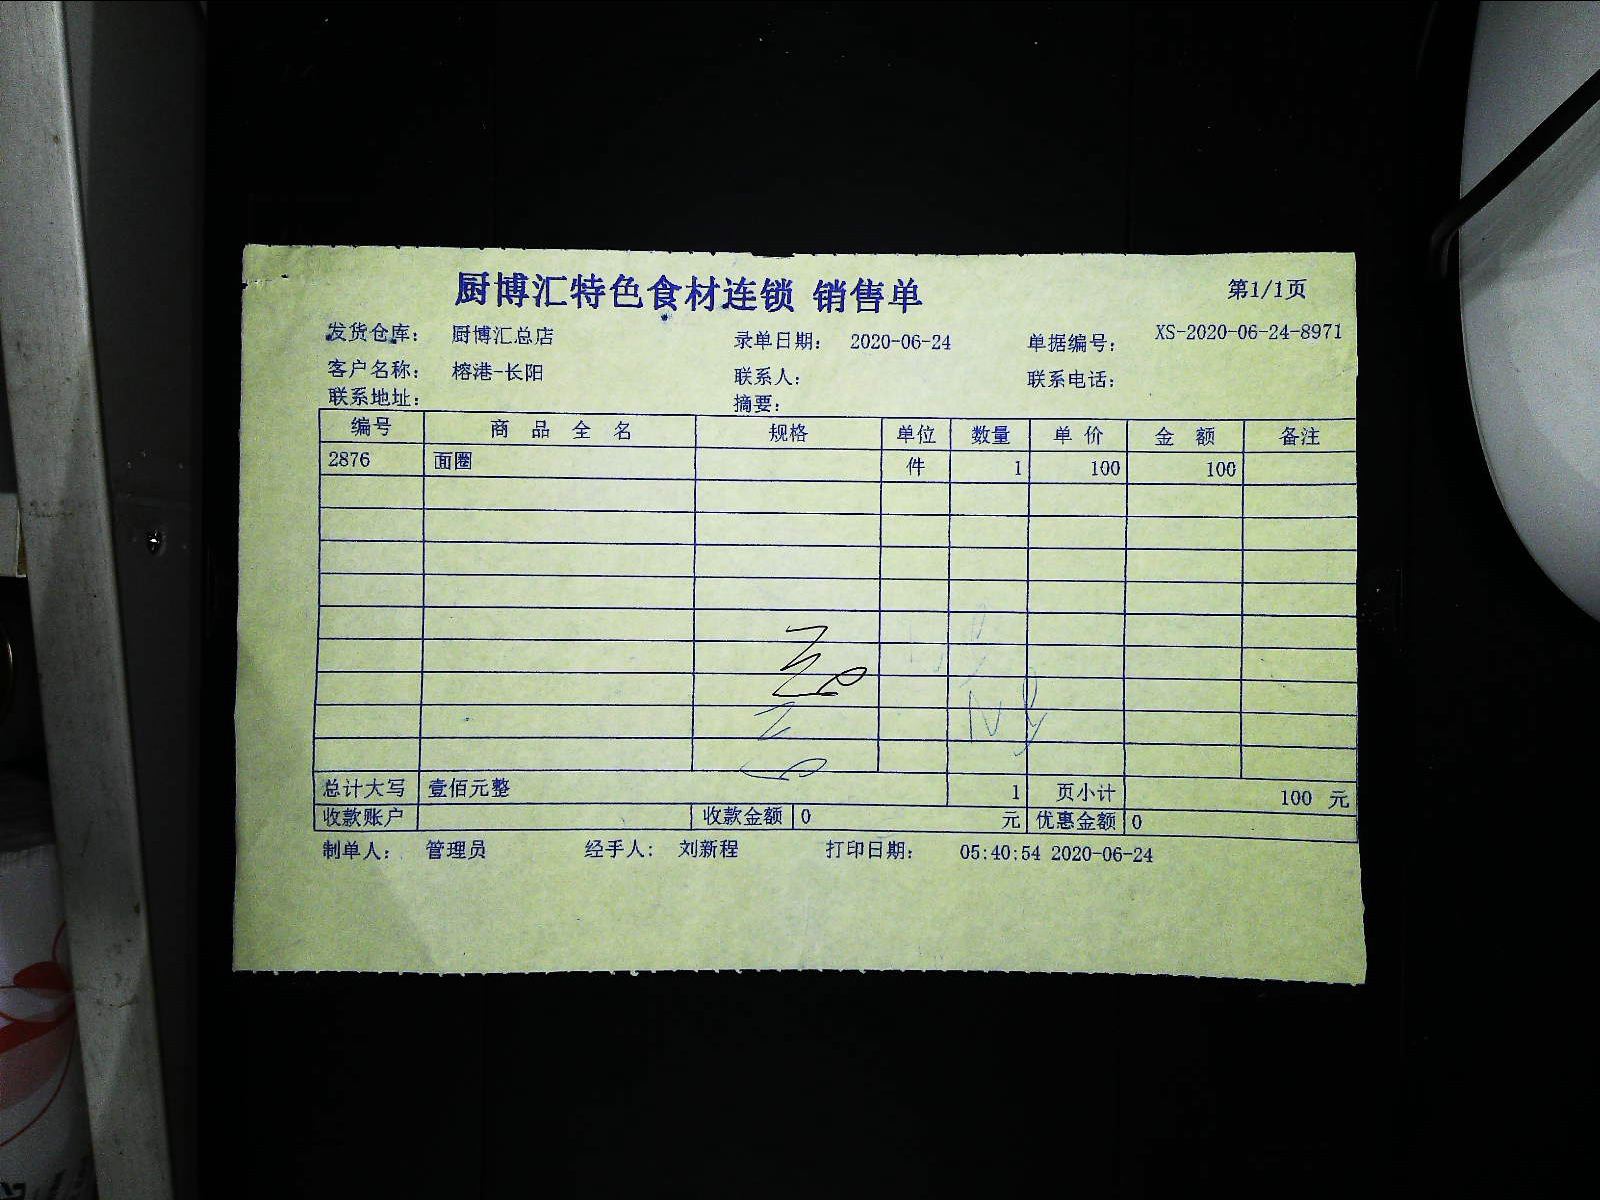 厨博汇特色食材连锁 销售单
第1/1页
发货仓库： 厨博汇总店 录单日期： 2020-06-24 单据编号： XS-2020-06-24-8971
客户名称： 榕港-长阳 联系人： 联系电话：
联系地址： 摘要：
编号 商品全名 规格 单位 数量 单价 金额 备注
2876 面圈 件 1 100 100
总计大写 壹佰元整 1 页小计 100 元
收款账户 收款金额 0 元 优惠金额 0
制单人： 管理员 经手人： 刘新程 打印日期： 05:40:54 2020-06-24